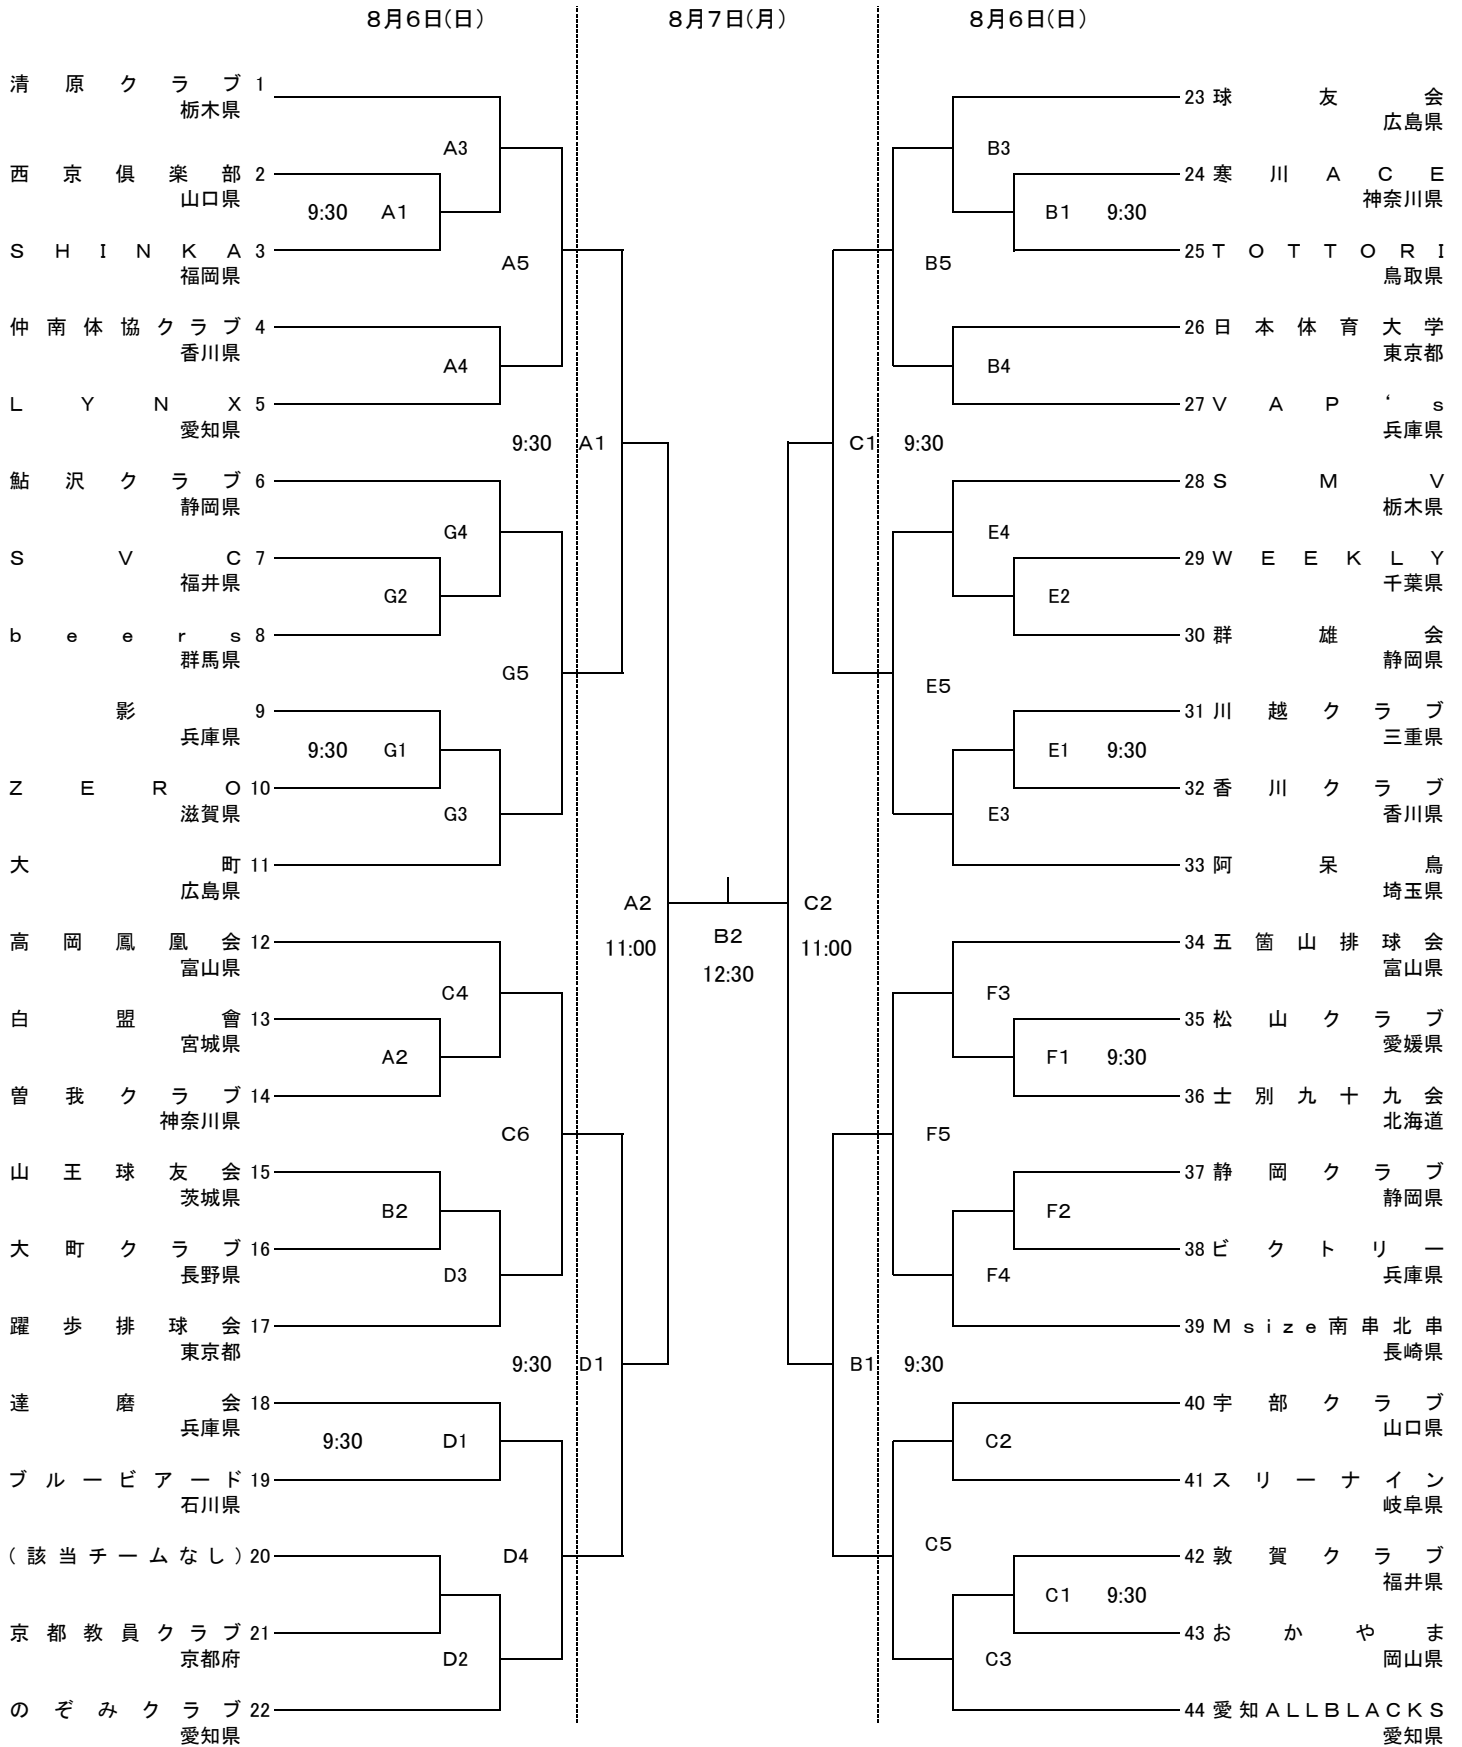 ８月６日(日)
８月７日(月)
８月６日(日)
清原クラブ 1
栃木県
A3
西京倶楽部 2
山口県
9:30 A1
ＳＨＩＮＫＡ 3
福岡県
A5
仲南体協クラブ 4
香川県
A4
ＬＹＮＸ 5
愛知県
9:30 A1
鮎沢クラブ 6
静岡県
G4
ＳＶＣ 7
福井県
G2
ｂｅｅｒｓ 8
群馬県
G5
影 9
兵庫県
9:30 G1
ＺＥＲＯ 10
滋賀県
G3
大町 11
広島県
高岡鳳凰会 12
富山県
C4
白盟會 13
宮城県
A2
曽我クラブ 14
神奈川県
C6
山王球友会 15
茨城県
B2
大町クラブ 16
長野県
D3
躍歩排球会 17
東京都
9:30 D1
達磨会 18
兵庫県
9:30 D1
ブルービアード 19
石川県
(該当チームなし) 20
D4
京都教員クラブ 21
京都府
D2
のぞみクラブ 22
愛知県
A2
11:00
B2
12:30
C2
11:00
23 球友会
広島県
B3
24 寒川ＡＣＥ
神奈川県
B1 9:30
25 ＴＯＴＴＯＲＩ
鳥取県
B5
26 日本体育大学
東京都
B4
27 ＶＡＰ‘ｓ
兵庫県
C1 9:30
28 ＳＭＶ
栃木県
E4
29 ＷＥＥＫＬＹ
千葉県
E2
30 群雄会
静岡県
E5
31 川越クラブ
三重県
E1 9:30
32 香川クラブ
香川県
E3
33 阿呆鳥
埼玉県
34 五箇山排球会
富山県
F3
35 松山クラブ
愛媛県
F1 9:30
36 士別九十九会
北海道
F5
37 静岡クラブ
静岡県
F2
38 ビクトリー
兵庫県
F4
39 Ｍｓｉｚｅ南串北串
長崎県
B1 9:30
40 宇部クラブ
山口県
C2
41 スリーナイン
岐阜県
C5
42 敦賀クラブ
福井県
C1 9:30
43 おかやま
岡山県
C3
44 愛知ＡＬＬＢＬＡＣＫＳ
愛知県